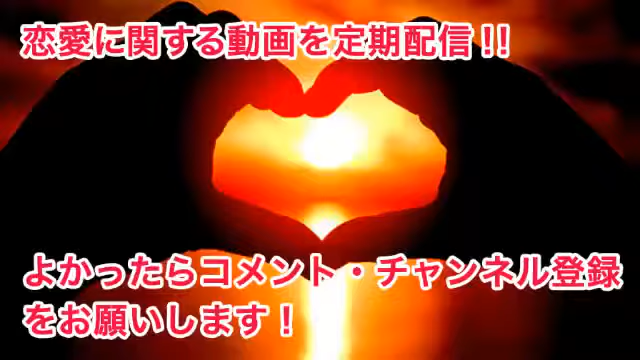 恋愛に関する動画を定期配信!!
よかったらコメント・チャンネル登録
をお願いします！